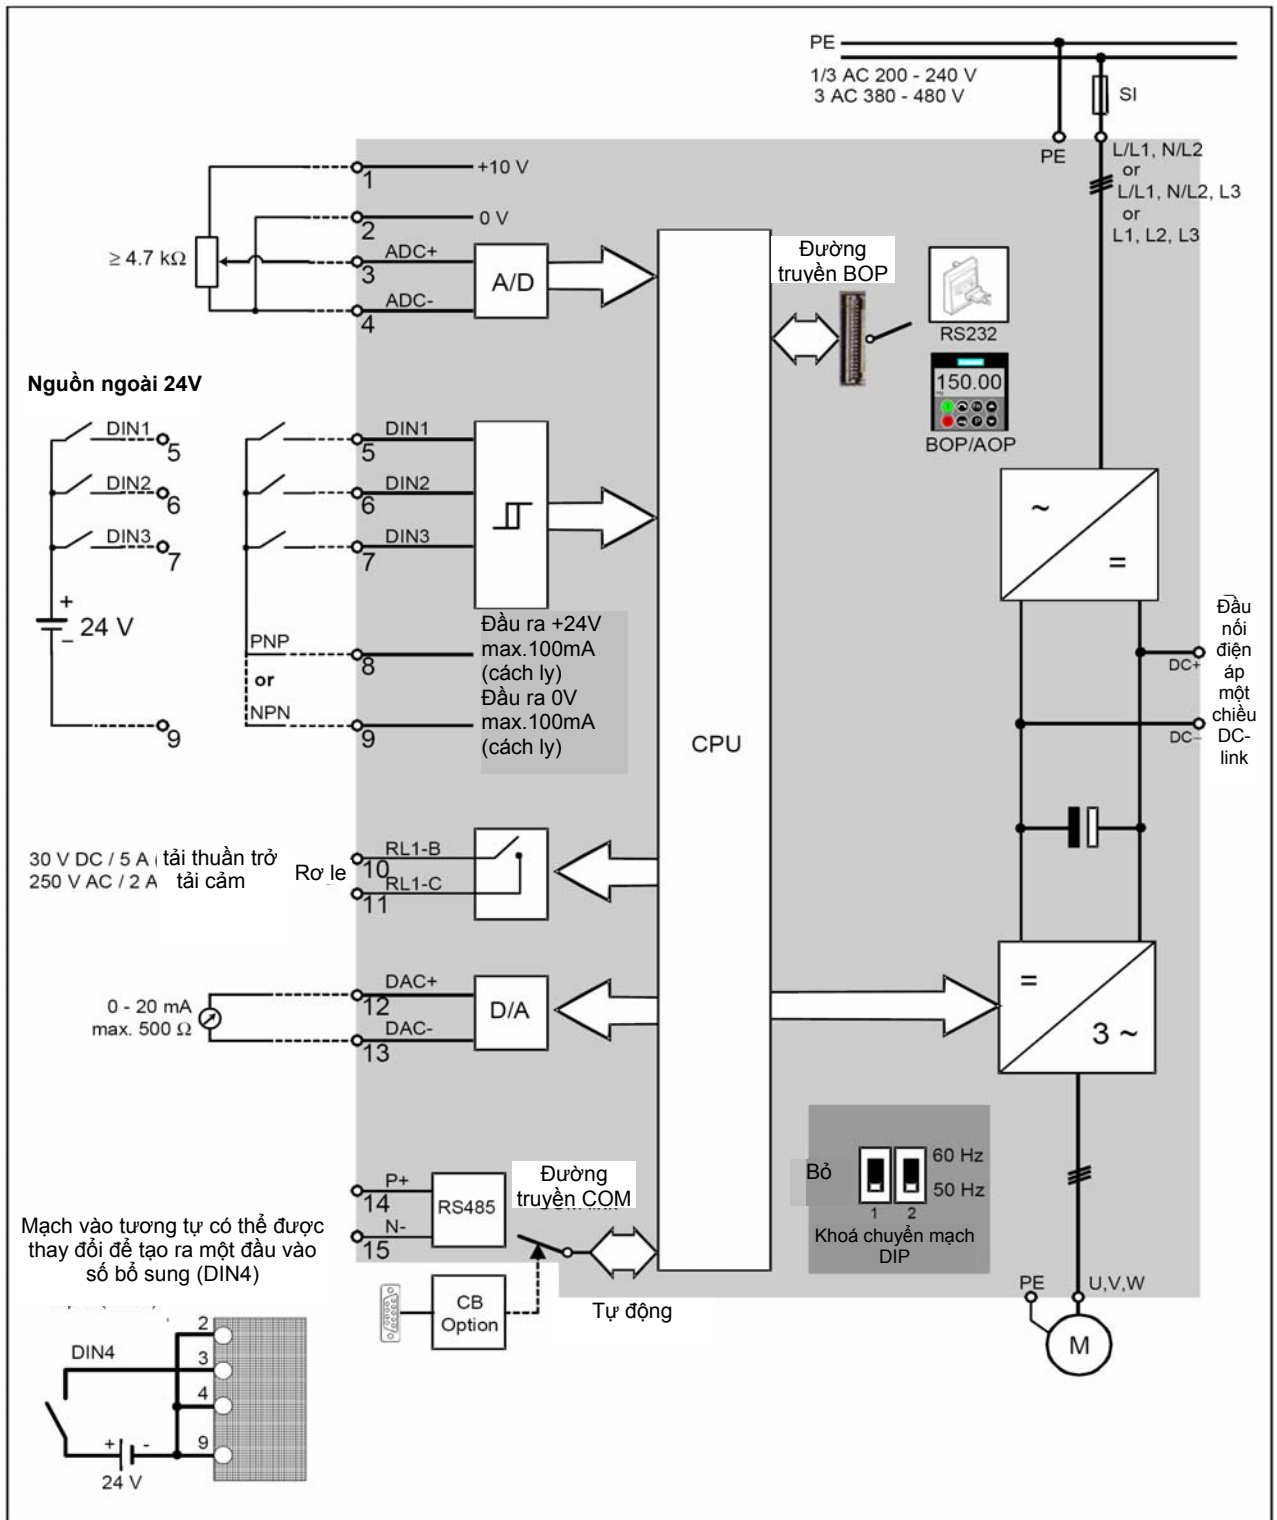 PE
1/3 AC 200 - 240 V
3 AC 380 - 480 V
SI
PE
L/L1, N/L2
or
L/L1, N/L2, L3
or
L1, L2, L3
1
+10 V
2
0 V
≥ 4.7 kΩ
3
ADC+
4
ADC-
A/D
Đường
truyền BOP
RS232
150.00
BOP/AOP
Nguồn ngoài 24V
DIN1
5
DIN2
6
DIN3
7
+
24 V
–
9
DIN1
5
DIN2
6
DIN3
7
PNP
8
or
NPN
9
Đầu ra +24V
max.100mA
(cách ly)
Đầu ra 0V
max.100mA
(cách ly)
CPU
~
=
Đầu
nối
điện
áp
một
chiều
DC-
link
DC+
DC–
30 V DC / 5 A ( tải thuần trở
250 V AC / 2 A tải cảm
Rơ le
RL1-B
10
RL1-C
11
0 - 20 mA
max. 500 Ω
DAC+
12
DAC-
13
D/A
=
3 ~
P+
14
N-
15
RS485
Đường
truyền COM
CB
Option
Tự động
Bỏ
60 Hz
50 Hz
1 2
Khoá chuyển mạch
DIP
PE
U,V,W
M
Mạch vào tương tự có thể được
thay đổi để tạo ra một đầu vào
số bổ sung (DIN4)
DIN4
2
3
4
9
+ -
24 V